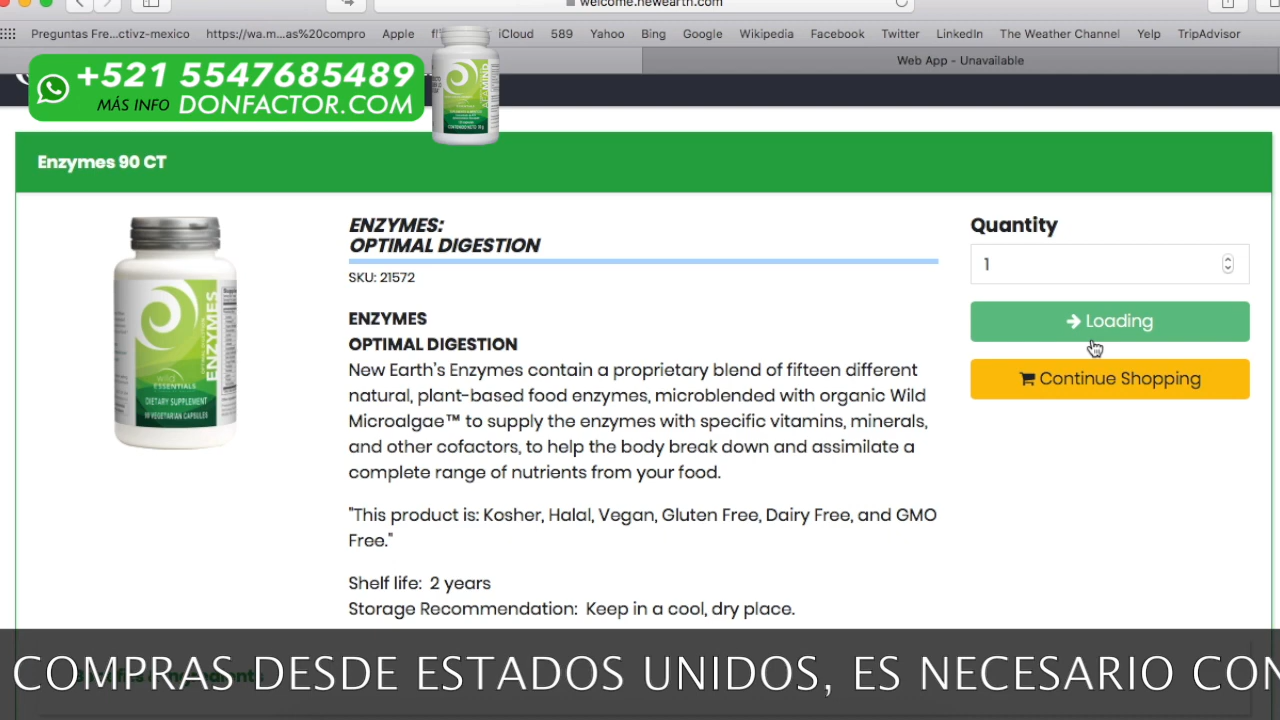 welcome.newearth.com
Preguntas Fre...ctivz-mexico https://wa.m...as%20compro Apple iCloud 589 Yahoo Bing Google Wikipedia Facebook Twitter LinkedIn The Weather Channel Yelp TripAdvisor
Web App - Unavailable
+521 5547685489
MÁS INFO DONFACTOR.COM
AFAMIND
Enzymes 90 CT
ENZYMES:
OPTIMAL DIGESTION
SKU: 21572
ENZYMES
wild
ESSENTIALS
DIETARY SUPPLEMENT
90 VEGETARIAN CAPSULES
ENZYMES
OPTIMAL DIGESTION
New Earth's Enzymes contain a proprietary blend of fifteen different
natural, plant-based food enzymes, microblended with organic Wild
Microalgae™ to supply the enzymes with specific vitamins, minerals,
and other cofactors, to help the body break down and assimilate a
complete range of nutrients from your food.
"This product is: Kosher, Halal, Vegan, Gluten Free, Dairy Free, and GMO
Free."
Shelf life: 2 years
Storage Recommendation: Keep in a cool, dry place.
Quantity
1
Loading
Continue Shopping
COMPRAS DESDE ESTADOS UNIDOS, ES NECESARIO CON